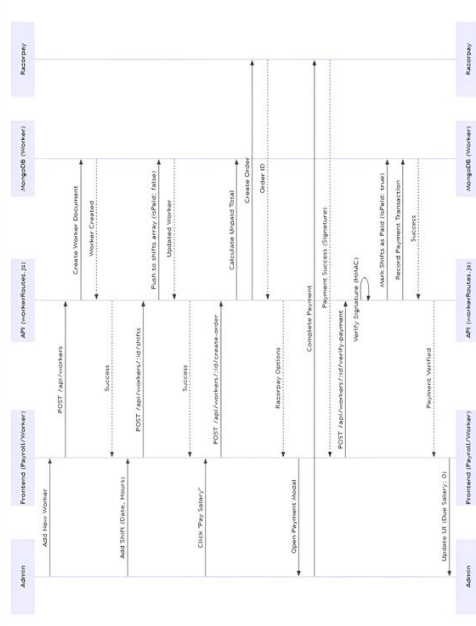 Admin
Frontend (Payroll/Worker)
API (workerRoutes.js)
MongoDB (Worker)
Razorpay
Add New Worker
POST /api/workers
Create Worker Document
Worker Created
Success
Add Shift (Date, Hours)
POST /api/workers/:id/shifts
Push to shifts array (isPaid: false)
Updated Worker
Success
Click "Pay Salary"
POST /api/workers/:id/create-order
Calculate Unpaid Total
Create Order
Order ID
Razorpay Options
Open Payment Modal
Complete Payment
Payment Success (Signature)
POST /api/workers/:id/verify-payment
Verify Signature (HMAC)
Mark Shifts as Paid (isPaid: true)
Record Payment Transaction
Success
Payment Verified
Update UI (Due Salary: 0)
Admin
Frontend (Payroll/Worker)
API (workerRoutes.js)
MongoDB (Worker)
Razorpay